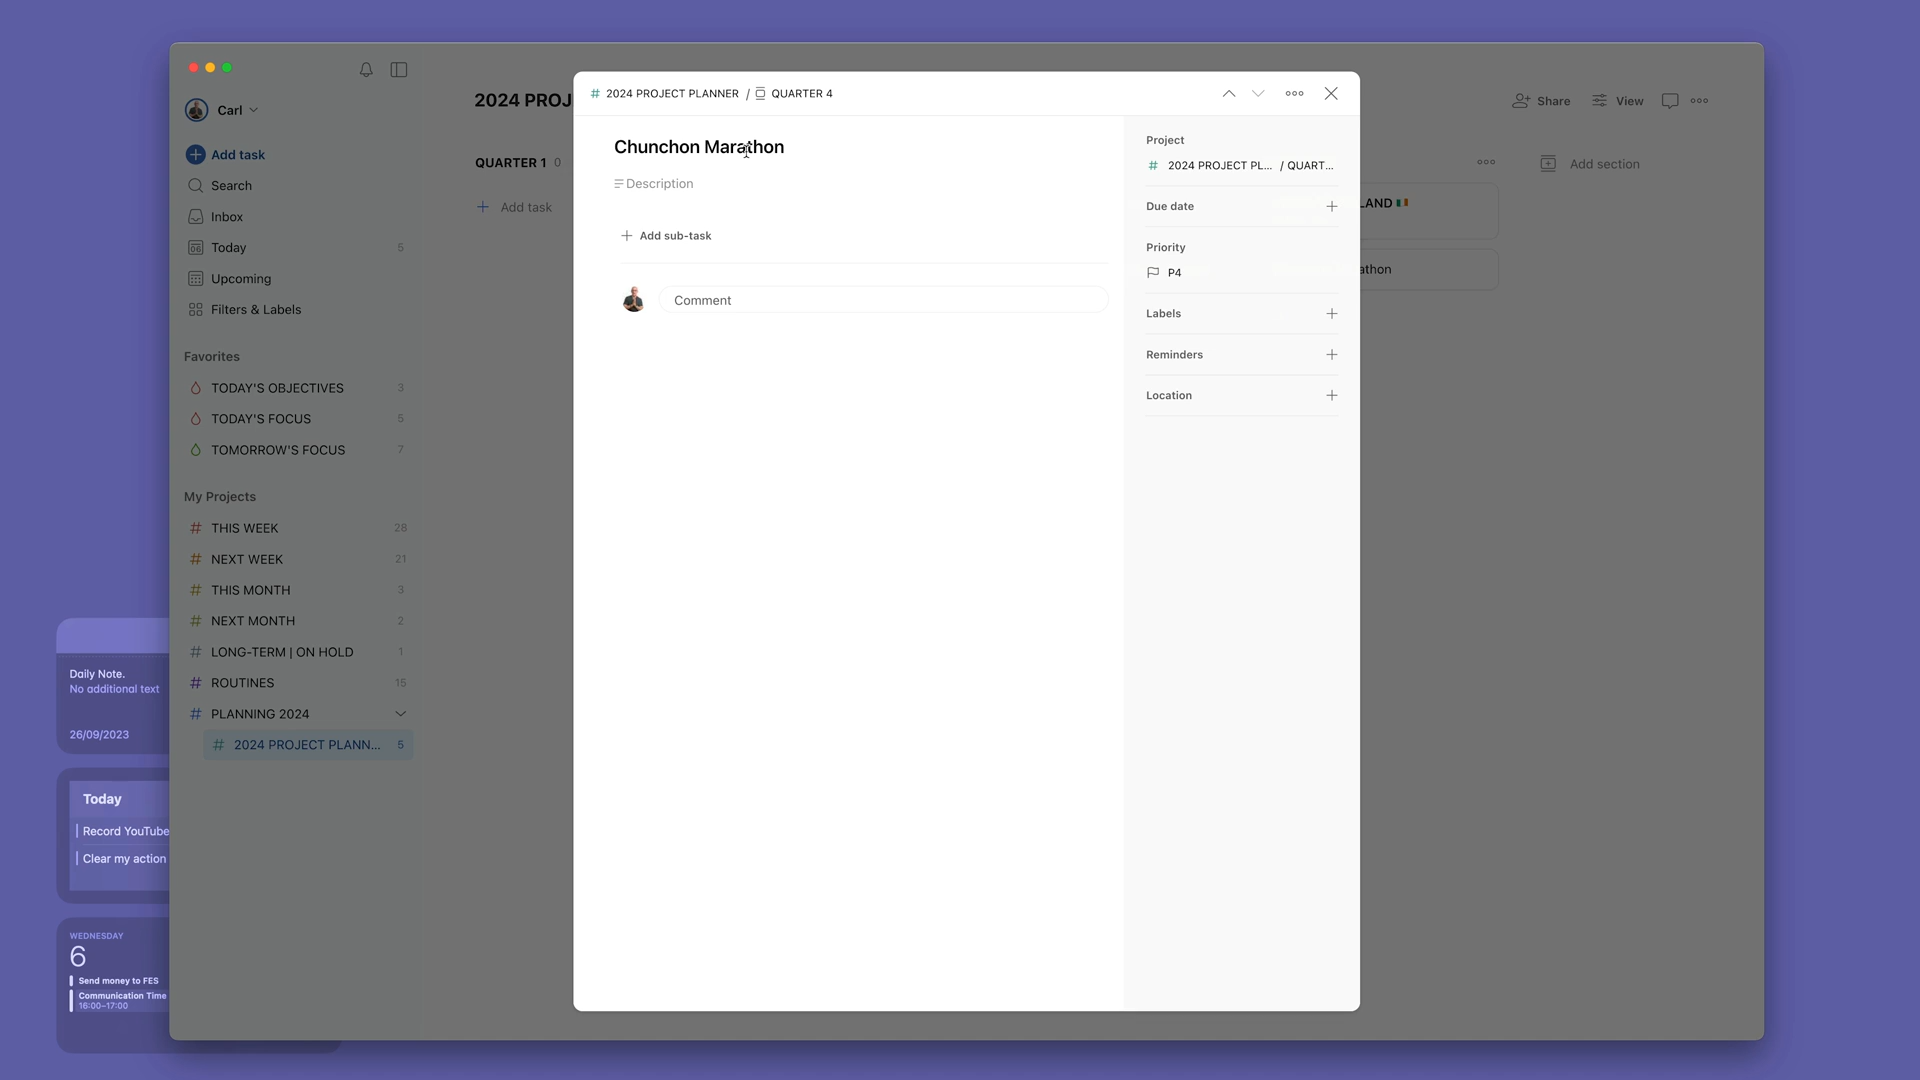 Carl
Add task
Search
Inbox
06 Today 5
Upcoming
Filters & Labels
Favorites
TODAY'S OBJECTIVES 3
TODAY'S FOCUS 5
TOMORROW'S FOCUS 7
My Projects
# THIS WEEK 28
# NEXT WEEK 21
# THIS MONTH 3
# NEXT MONTH 2
# LONG-TERM | ON HOLD 1
# ROUTINES 15
# PLANNING 2024
# 2024 PROJECT PLANN... 5
2024 PROJ
QUARTER 1 0
+ Add task
Share
View
Add section
LAND 🇮🇪
athon
# 2024 PROJECT PLANNER / QUARTER 4
Chunchon Marathon
Description
+ Add sub-task
Comment
Project
# 2024 PROJECT PL... / QUART...
Due date +
Priority
P4
Labels +
Reminders +
Location +
Daily Note.
No additional text
26/09/2023
Today
Record YouTube
Clear my action
WEDNESDAY
6
Send money to FES
Communication Time
16:00–17:00